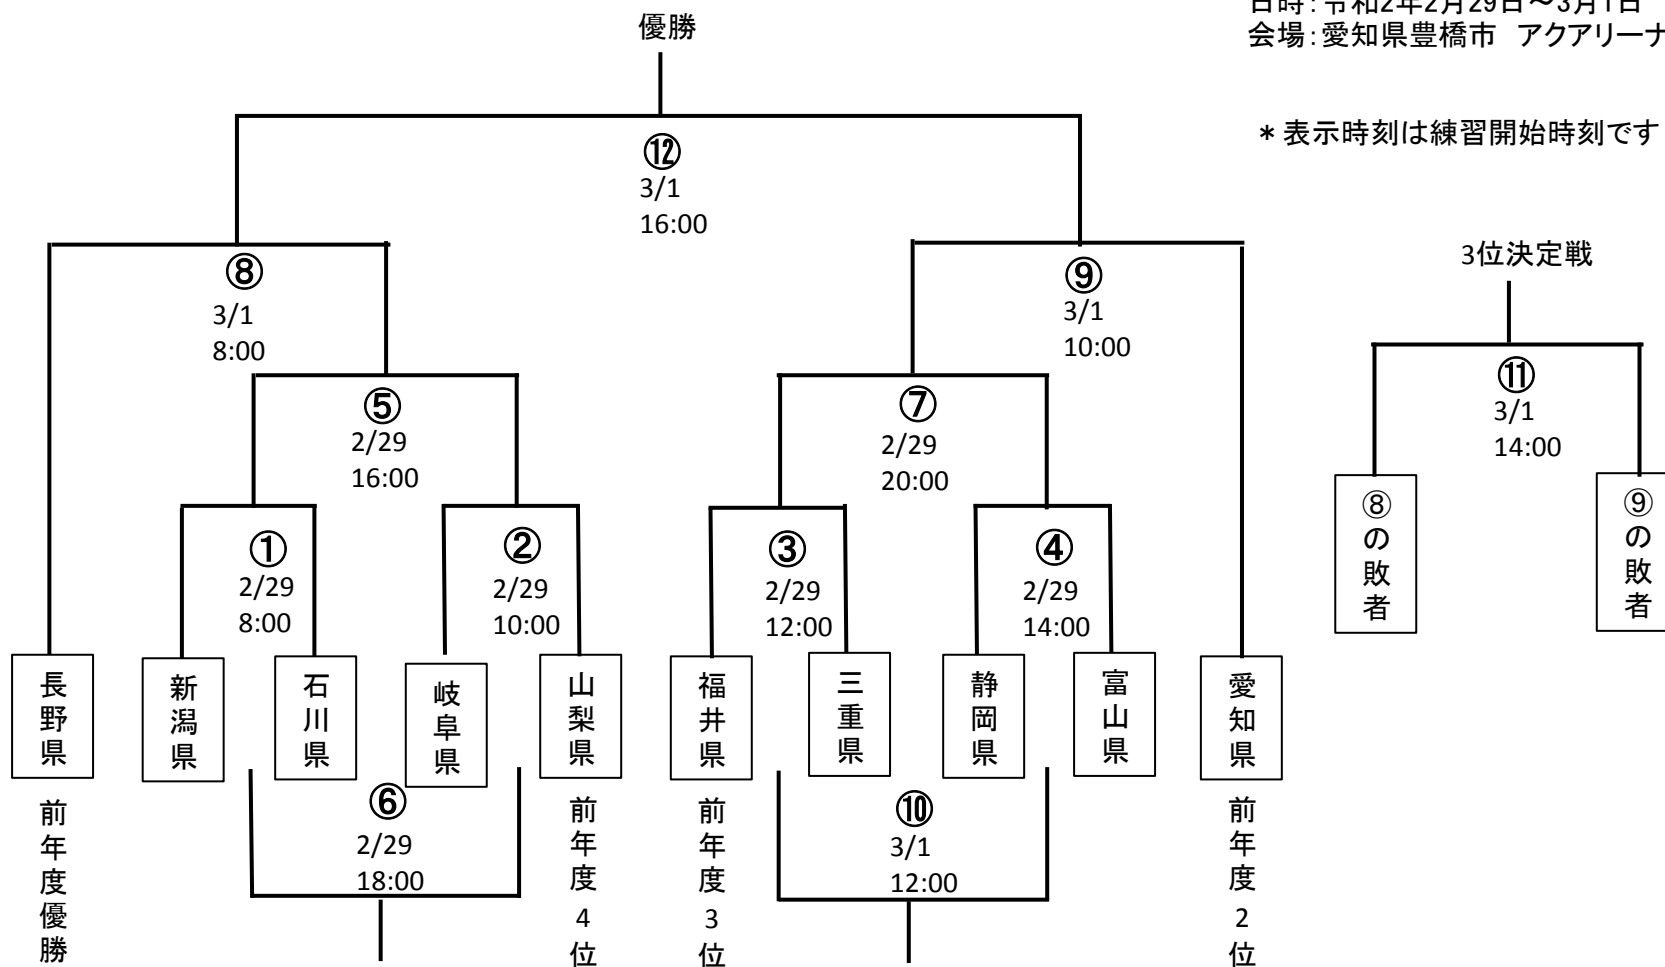 日時：令和2年2月29日～3月1日
会場：愛知県豊橋市　アクアリーナ
優勝
＊表示時刻は練習開始時刻です
⑫
3/1
16:00
⑧
3/1
8:00
⑨
3/1
10:00
3位決定戦
⑪
3/1
14:00
⑧の敗者
⑨の敗者
⑤
2/29
16:00
⑦
2/29
20:00
①
2/29
8:00
②
2/29
10:00
③
2/29
12:00
④
2/29
14:00
長野県
新潟県
石川県
岐阜県
山梨県
福井県
三重県
静岡県
富山県
愛知県
前年度優勝
⑥
2/29
18:00
前年度4位
前年度3位
⑩
3/1
12:00
前年度2位